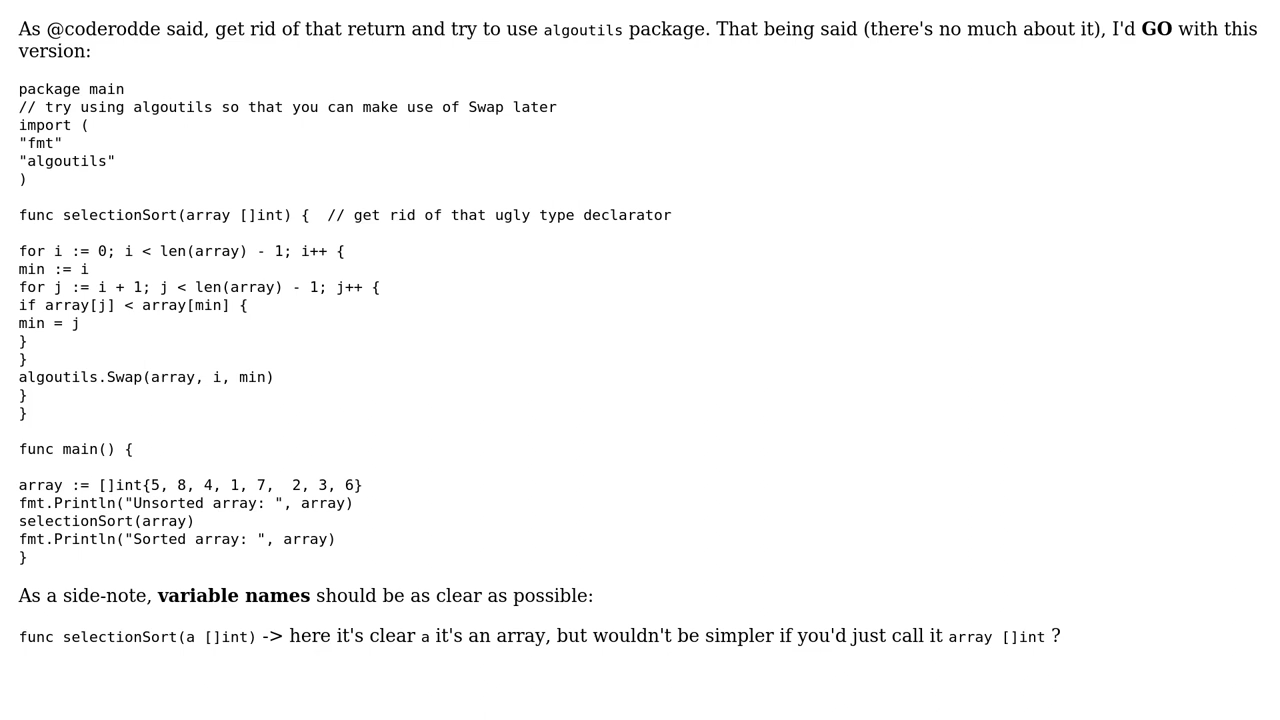 As @coderodde said, get rid of that return and try to use algoutils package. That being said (there's no much about it), I'd GO with this
version:
package main
// try using algoutils so that you can make use of Swap later
import (
"fmt"
"algoutils"
)
func selectionSort(array []int) {  // get rid of that ugly type declarator
for i := 0; i < len(array) - 1; i++ {
min := i
for j := i + 1; j < len(array) - 1; j++ {
if array[j] < array[min] {
min = j
}
}
algoutils.Swap(array, i, min)
}
}
func main() {
array := []int{5, 8, 4, 1, 7,  2, 3, 6}
fmt.Println("Unsorted array: ", array)
selectionSort(array)
fmt.Println("Sorted array: ", array)
}
As a side-note, variable names should be as clear as possible:
func selectionSort(a []int) -> here it's clear a it's an array, but wouldn't be simpler if you'd just call it array []int ?